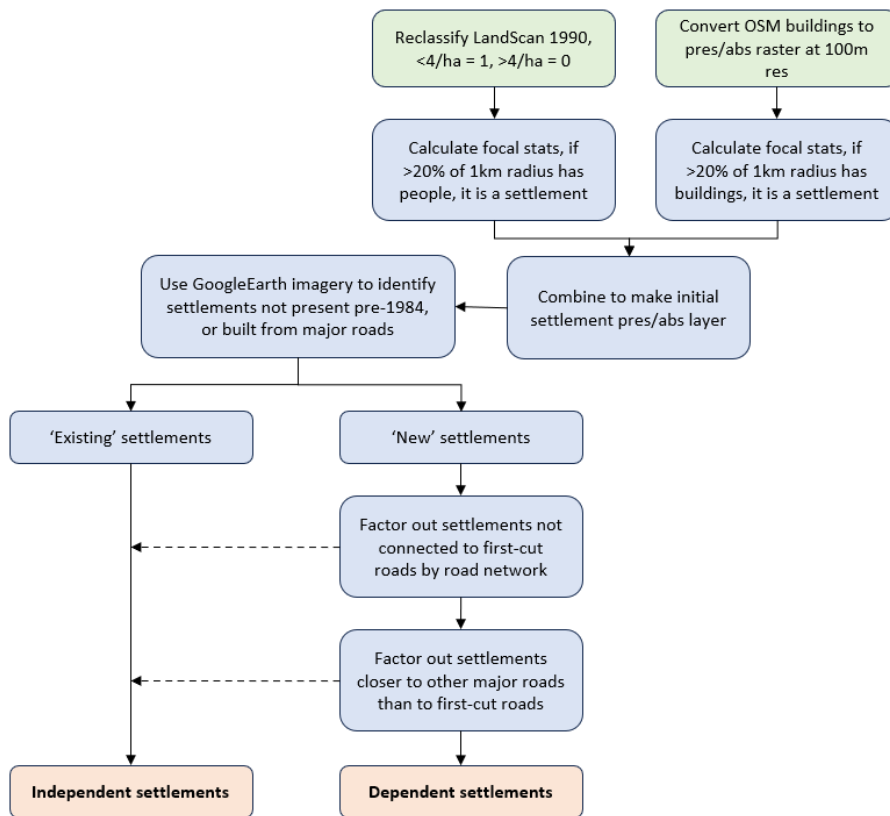 Reclassify LandScan 1990,
<4/ha = 1, >4/ha = 0
Convert OSM buildings to
pres/abs raster at 100m
res
Calculate focal stats, if
>20% of 1km radius has
people, it is a settlement
Calculate focal stats, if
>20% of 1km radius has
buildings, it is a settlement
Use GoogleEarth imagery to identify
settlements not present pre-1984,
or built from major roads
Combine to make initial
settlement pres/abs layer
‘Existing’ settlements
‘New’ settlements
Factor out settlements not
connected to first-cut
roads by road network
Factor out settlements
closer to other major roads
than to first-cut roads
Independent settlements
Dependent settlements